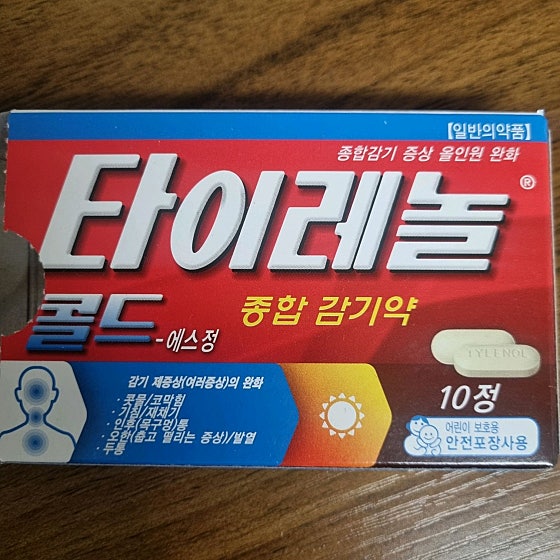 【일반의약품】
종합감기 증상 올인원 완화
타이레놀®
콜드-에스정
종합 감기약
TYLENOL
감기 제증상(여러증상)의 완화
· 콧물/코막힘
· 기침/재채기
· 인후(목구멍)통
· 오한(춥고 떨리는 증상)/발열
· 두통
10정
어린이 보호용
안전포장사용